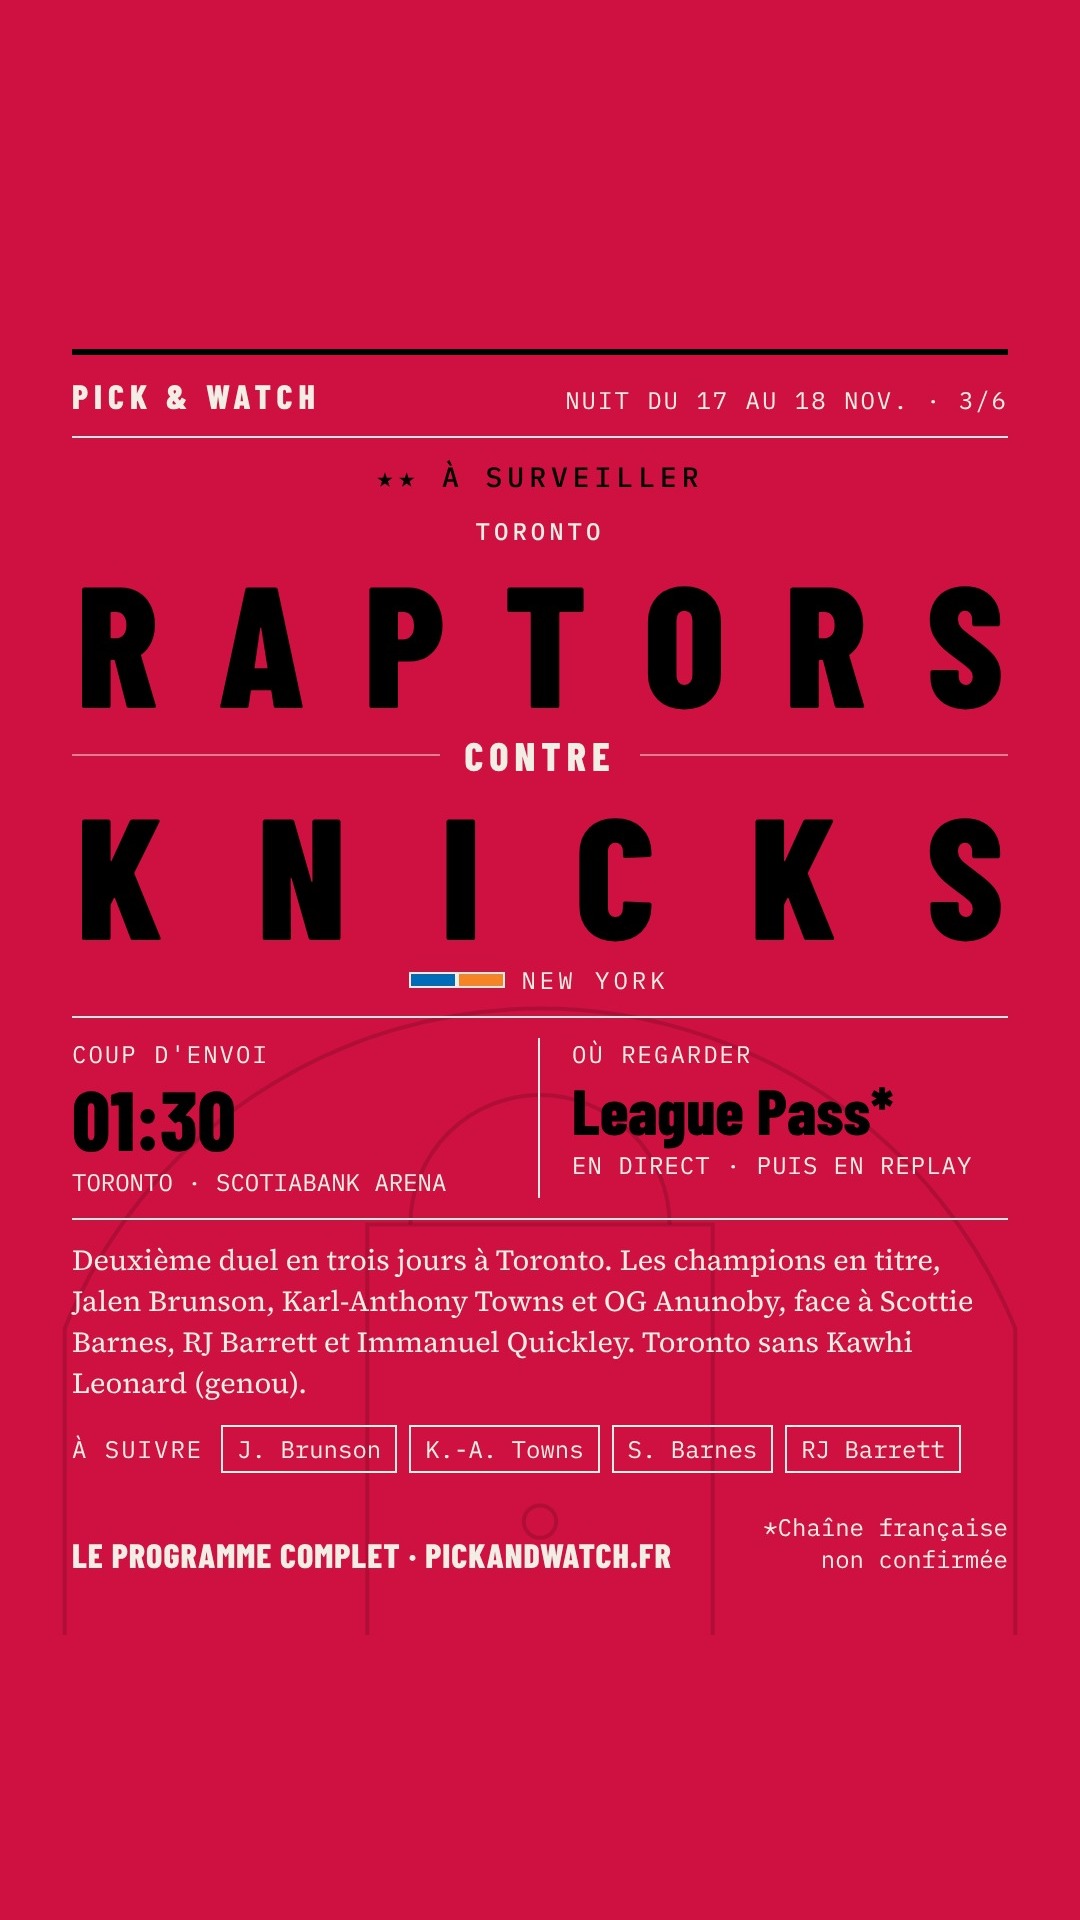 PICK & WATCH
NUIT DU 17 AU 18 NOV. · 3/6
★★ À SURVEILLER
TORONTO
RAPTORS
CONTRE
KNICKS
NEW YORK
COUP D'ENVOI
01:30
TORONTO · SCOTIABANK ARENA
OÙ REGARDER
League Pass*
EN DIRECT · PUIS EN REPLAY
Deuxième duel en trois jours à Toronto. Les champions en titre,
Jalen Brunson, Karl-Anthony Towns et OG Anunoby, face à Scottie
Barnes, RJ Barrett et Immanuel Quickley. Toronto sans Kawhi
Leonard (genou).
À SUIVRE J. Brunson K.-A. Towns S. Barnes RJ Barrett
LE PROGRAMME COMPLET · PICKANDWATCH.FR
*Chaîne française
non confirmée